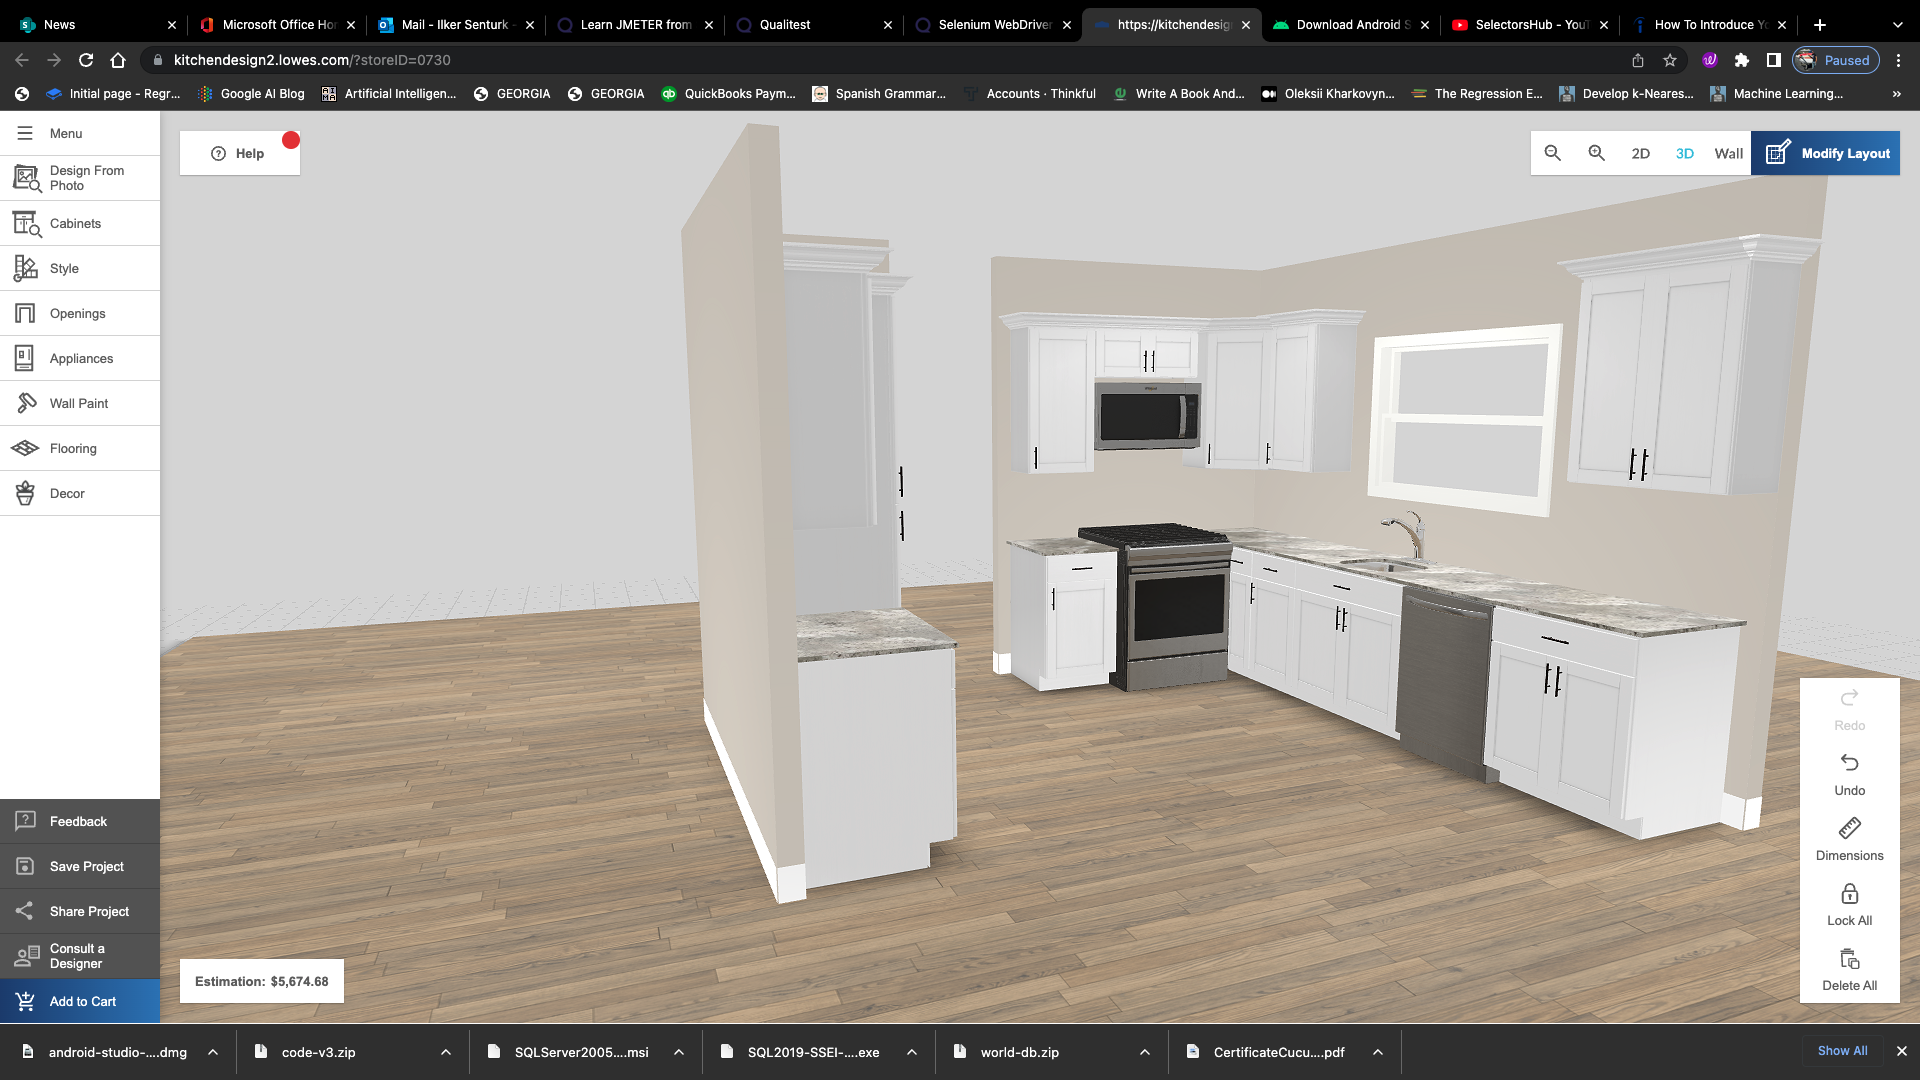 News
Microsoft Office Ho
Mail - Ilker Senturk -
Learn JMETER from
Qualitest
Selenium WebDriver
https://kitchendesig
Download Android S
SelectorsHub - YouT
How To Introduce Yo
kitchendesign2.lowes.com/?storeID=0730
Paused
Initial page - Regr...
Google AI Blog
Artificial Intelligen...
GEORGIA
GEORGIA
QuickBooks Paym...
Spanish Grammar...
Accounts · Thinkful
Write A Book And...
Oleksii Kharkovyn...
The Regression E...
Develop k-Neares...
Machine Learning...
»
Menu
Design From
Photo
Cabinets
Style
Openings
Appliances
Wall Paint
Flooring
Decor
Feedback
Save Project
Share Project
Consult a
Designer
Add to Cart
Help
2D
3D
Wall
Modify Layout
Redo
Undo
Dimensions
Lock All
Delete All
Estimation: $5,674.68
android-studio-....dmg
code-v3.zip
SQLServer2005....msi
SQL2019-SSEI-....exe
world-db.zip
CertificateCucu....pdf
Show All